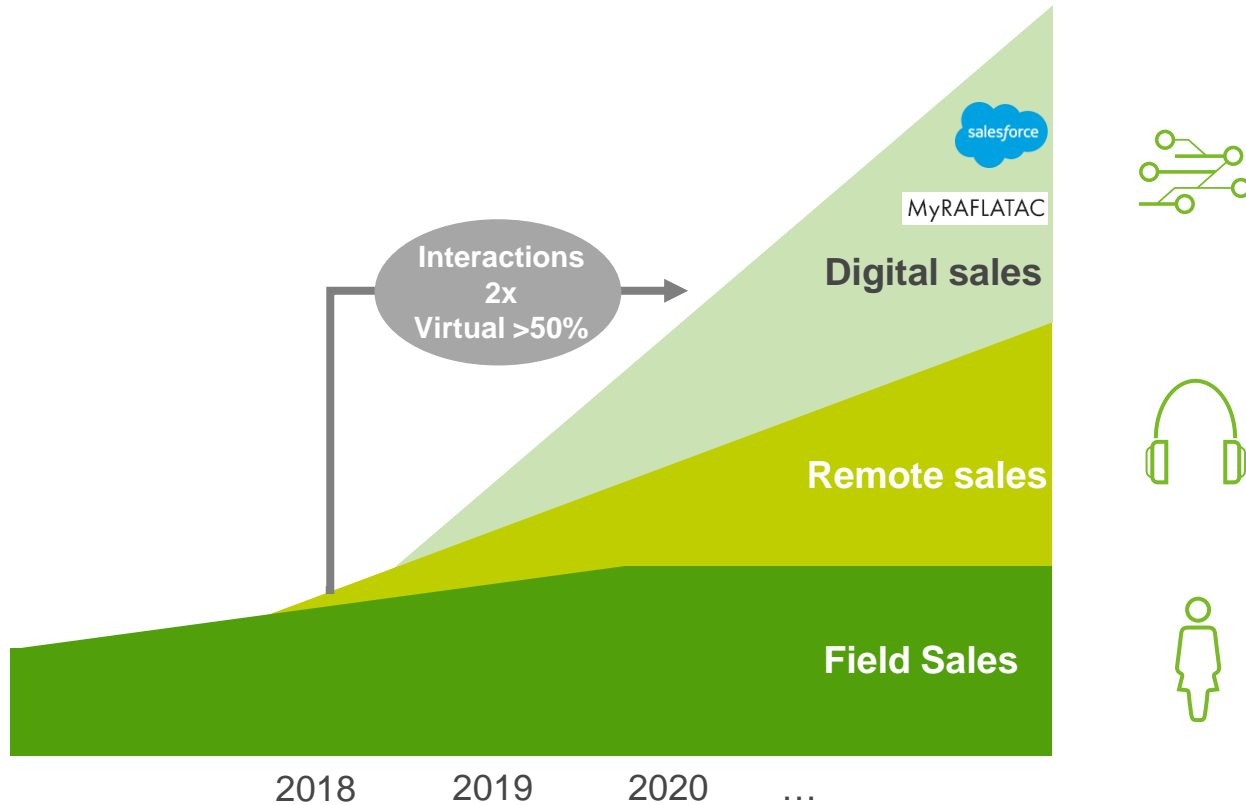 salesforce
MyRAFLATAC
Interactions
2x
Virtual >50%
Digital sales
Remote sales
Field Sales
2018 2019 2020 ...